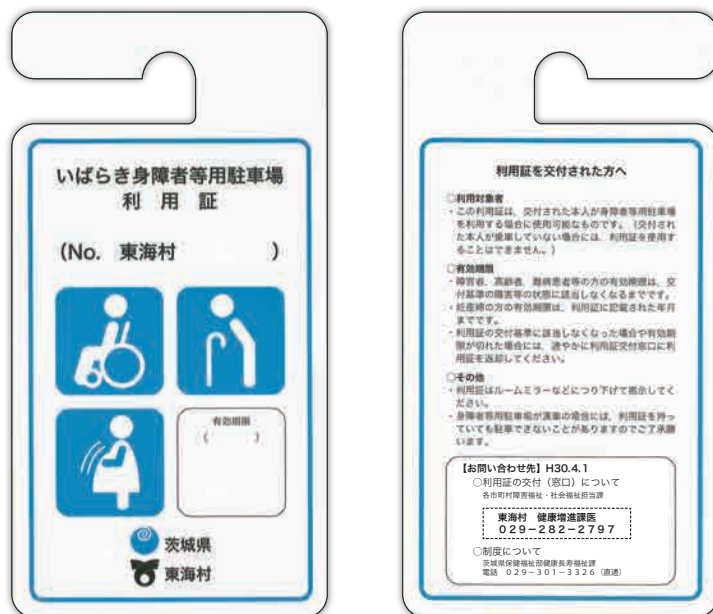 いばらき身障者等用駐車場
利 用 証
(No. 東海村 )
有効期限
( )
茨城県
東海村
利用証を交付された方へ
○利用対象者
・この利用証は、交付された本人が身障者等用駐車場
を利用する場合に使用可能なものです。(交付され
た本人が乗車していない場合には、利用証を使用す
ることはできません。)
○有効期限
・障害者、高齢者、難病患者等の方の有効期限は、交
付基準の障害等の状態に該当しなくなるまでです。
・妊産婦の方の有効期限は、利用証に記載された年月
までです。
・利用証の交付基準に該当しなくなった場合や有効期
限が切れた場合には、速やかに利用証交付窓口に利
用証を返却してください。
○その他
・利用証はルームミラーなどにつり下げて掲示してく
ださい。
・身障者等用駐車場が満車の場合には、利用証を持っ
ていても駐車できないことがありますのでご了承願
います。
【お問い合わせ先】H30.4.1
○利用証の交付(窓口)について
各市町村障害福祉・社会福祉担当課
東海村 健康増進課医
029-282-2797
○制度について
茨城県保健福祉部健康長寿福祉課
電話 029-301-3326(直通)